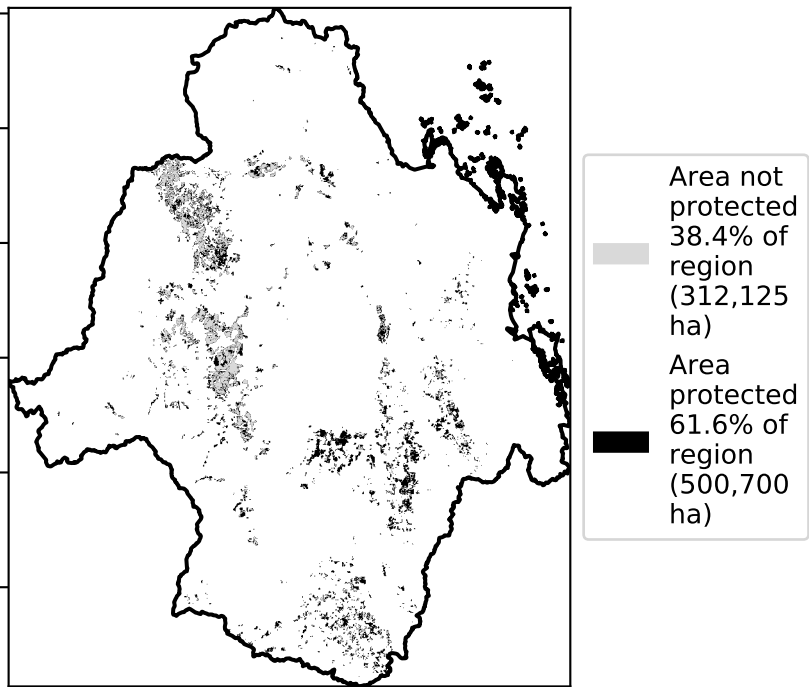 Area not
protected
38.4% of
region
(312,125
ha)
Area
protected
61.6% of
region
(500,700
ha)